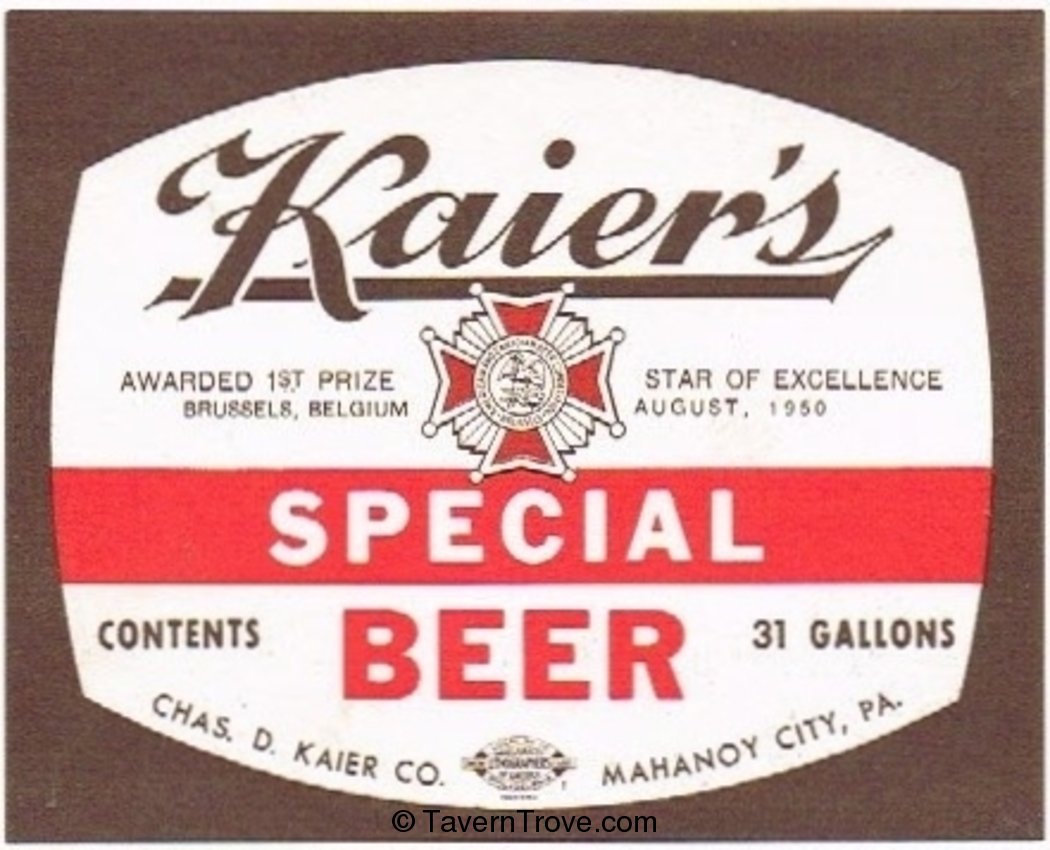 Kaier's
AWARDED 1ST PRIZE
BRUSSELS, BELGIUM
STAR OF EXCELLENCE
AUGUST, 1950
SPECIAL
BEER
CONTENTS
31 GALLONS
CHAS. D. KAIER CO.
MAHANOY CITY, PA.
© TavernTrove.com